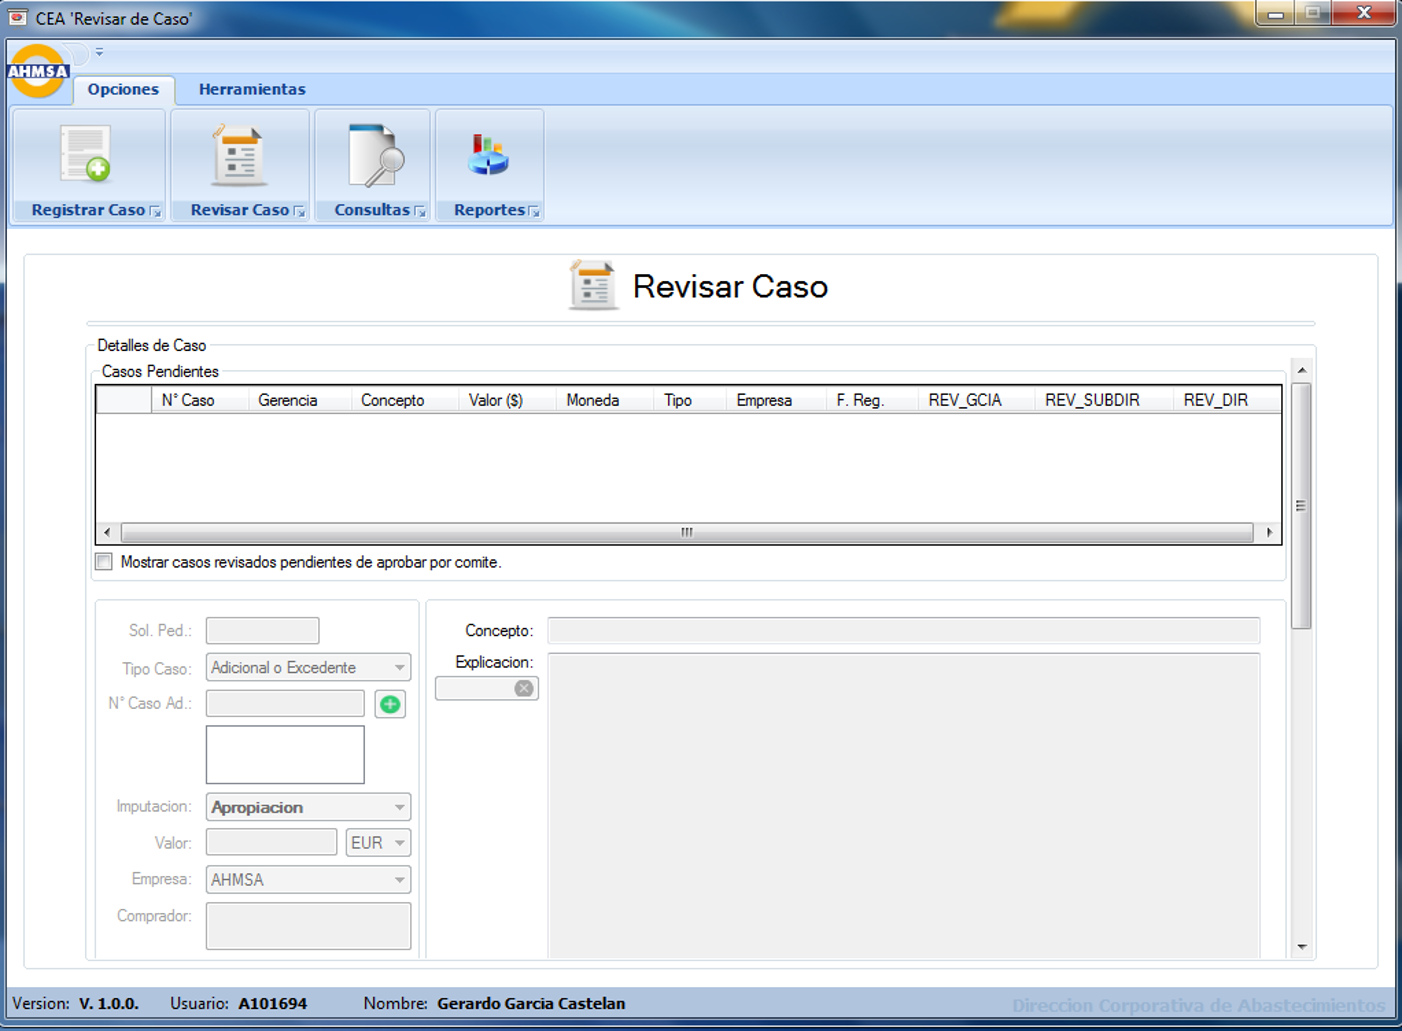 CEA 'Revisar de Caso'
AHMSA
Opciones Herramientas
Registrar Caso Revisar Caso Consultas Reportes
Revisar Caso
Detalles de Caso
Casos Pendientes
N° Caso Gerencia Concepto Valor ($) Moneda Tipo Empresa F. Reg. REV_GCIA REV_SUBDIR REV_DIR
Mostrar casos revisados pendientes de aprobar por comite.
Sol. Ped.:
Tipo Caso: Adicional o Excedente
N° Caso Ad.:
Imputacion: Apropiacion
Valor: EUR
Empresa: AHMSA
Comprador:
Concepto:
Explicacion:
Version: V. 1.0.0. Usuario: A101694 Nombre: Gerardo Garcia Castelan Direccion Corporativa de Abastecimientos